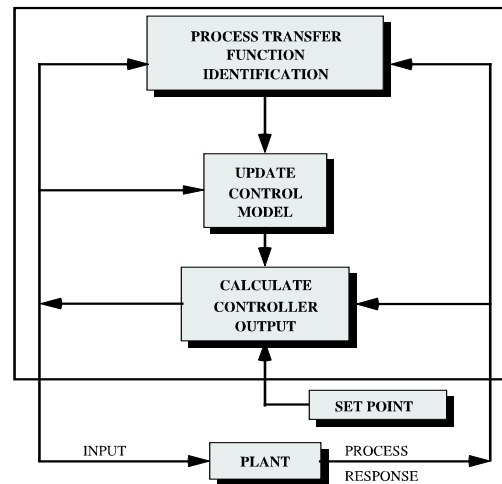 PROCESS TRANSFER
FUNCTION
IDENTIFICATION
UPDATE
CONTROL
MODEL
CALCULATE
CONTROLLER
OUTPUT
SET POINT
INPUT
PLANT
PROCESS
RESPONSE